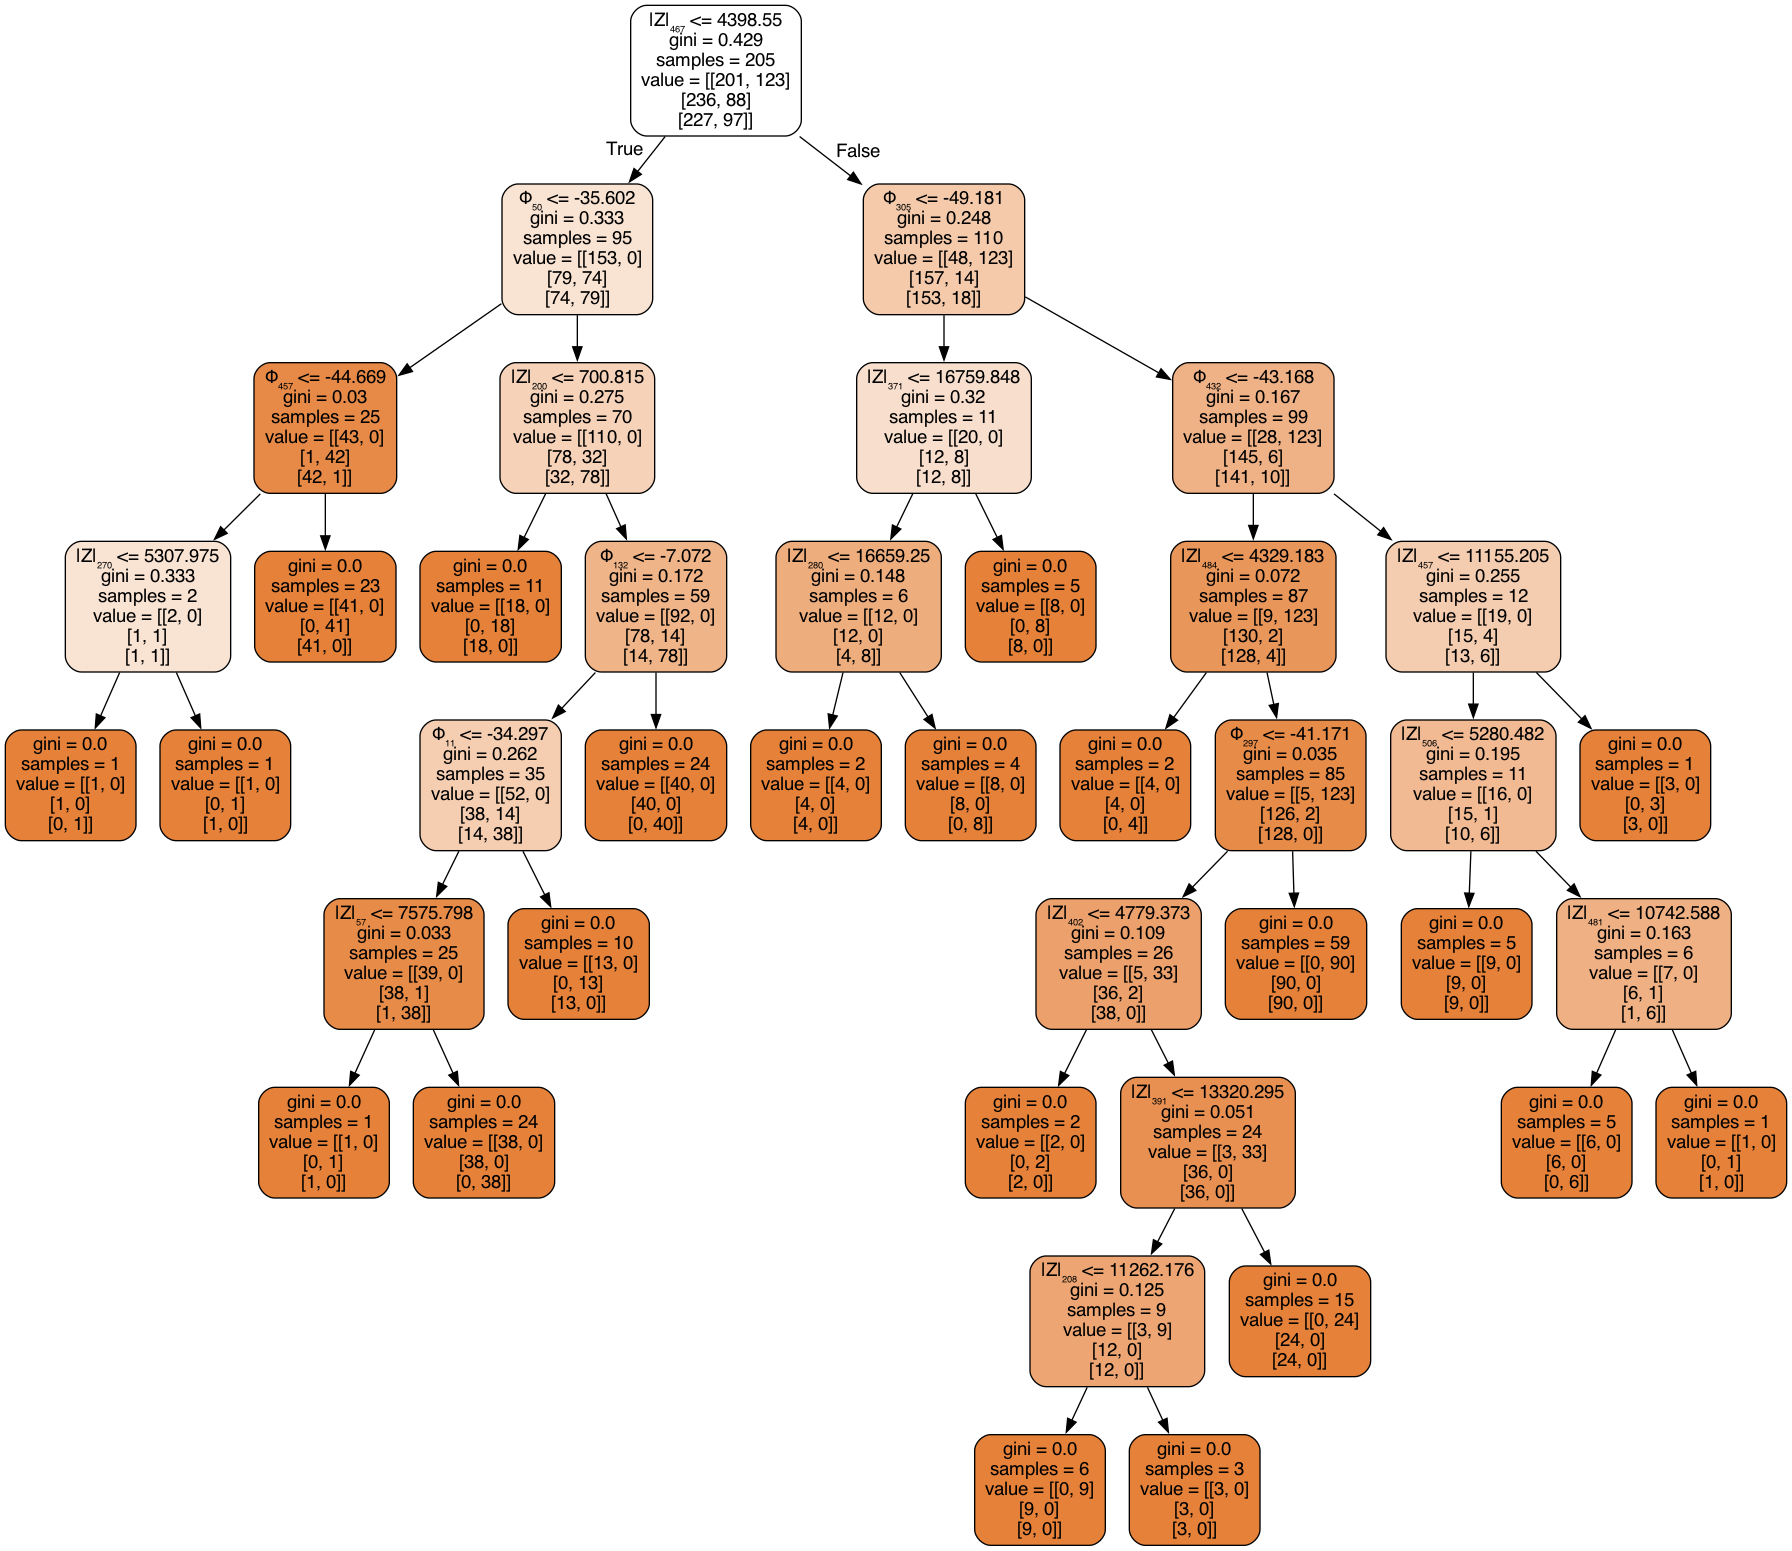 |Z|₄₆₇ <= 4398.55
gini = 0.429
samples = 205
value = [[201, 123]
[236, 88]
[227, 97]]
True
False
Φ₅₀ <= -35.602
gini = 0.333
samples = 95
value = [[153, 0]
[79, 74]
[74, 79]]
Φ₃₀₅ <= -49.181
gini = 0.248
samples = 110
value = [[48, 123]
[157, 14]
[153, 18]]
Φ₄₅₇ <= -44.669
gini = 0.03
samples = 25
value = [[43, 0]
[1, 42]
[42, 1]]
|Z|₂₀₀ <= 700.815
gini = 0.275
samples = 70
value = [[110, 0]
[78, 32]
[32, 78]]
|Z|₃₇₁ <= 16759.848
gini = 0.32
samples = 11
value = [[20, 0]
[12, 8]
[12, 8]]
Φ₄₃₂ <= -43.168
gini = 0.167
samples = 99
value = [[28, 123]
[145, 6]
[141, 10]]
|Z|₂₇₀ <= 5307.975
gini = 0.333
samples = 2
value = [[2, 0]
[1, 1]
[1, 1]]
gini = 0.0
samples = 23
value = [[41, 0]
[0, 41]
[41, 0]]
gini = 0.0
samples = 11
value = [[18, 0]
[0, 18]
[18, 0]]
Φ₁₃₂ <= -7.072
gini = 0.172
samples = 59
value = [[92, 0]
[78, 14]
[14, 78]]
|Z|₂₈₀ <= 16659.25
gini = 0.148
samples = 6
value = [[12, 0]
[12, 0]
[4, 8]]
gini = 0.0
samples = 5
value = [[8, 0]
[0, 8]
[8, 0]]
|Z|₄₈₄ <= 4329.183
gini = 0.072
samples = 87
value = [[9, 123]
[130, 2]
[128, 4]]
|Z|₄₅₇ <= 11155.205
gini = 0.255
samples = 12
value = [[19, 0]
[15, 4]
[13, 6]]
gini = 0.0
samples = 1
value = [[1, 0]
[1, 0]
[0, 1]]
gini = 0.0
samples = 1
value = [[1, 0]
[0, 1]
[1, 0]]
Φ₁₁ <= -34.297
gini = 0.262
samples = 35
value = [[52, 0]
[38, 14]
[14, 38]]
gini = 0.0
samples = 24
value = [[40, 0]
[40, 0]
[0, 40]]
gini = 0.0
samples = 2
value = [[4, 0]
[4, 0]
[4, 0]]
gini = 0.0
samples = 4
value = [[8, 0]
[8, 0]
[0, 8]]
gini = 0.0
samples = 2
value = [[4, 0]
[4, 0]
[0, 4]]
Φ₂₉₇ <= -41.171
gini = 0.035
samples = 85
value = [[5, 123]
[126, 2]
[128, 0]]
|Z|₅₀₆ <= 5280.482
gini = 0.195
samples = 11
value = [[16, 0]
[15, 1]
[10, 6]]
gini = 0.0
samples = 1
value = [[3, 0]
[0, 3]
[3, 0]]
|Z|₅₇ <= 7575.798
gini = 0.033
samples = 25
value = [[39, 0]
[38, 1]
[1, 38]]
gini = 0.0
samples = 10
value = [[13, 0]
[0, 13]
[13, 0]]
|Z|₄₀₂ <= 4779.373
gini = 0.109
samples = 26
value = [[5, 33]
[36, 2]
[38, 0]]
gini = 0.0
samples = 59
value = [[0, 90]
[90, 0]
[90, 0]]
gini = 0.0
samples = 5
value = [[9, 0]
[9, 0]
[9, 0]]
|Z|₄₈₁ <= 10742.588
gini = 0.163
samples = 6
value = [[7, 0]
[6, 1]
[1, 6]]
gini = 0.0
samples = 1
value = [[1, 0]
[0, 1]
[1, 0]]
gini = 0.0
samples = 24
value = [[38, 0]
[38, 0]
[0, 38]]
gini = 0.0
samples = 2
value = [[2, 0]
[0, 2]
[2, 0]]
|Z|₃₉₁ <= 13320.295
gini = 0.051
samples = 24
value = [[3, 33]
[36, 0]
[36, 0]]
gini = 0.0
samples = 5
value = [[6, 0]
[6, 0]
[0, 6]]
gini = 0.0
samples = 1
value = [[1, 0]
[0, 1]
[1, 0]]
|Z|₂₀₈ <= 11262.176
gini = 0.125
samples = 9
value = [[3, 9]
[12, 0]
[12, 0]]
gini = 0.0
samples = 15
value = [[0, 24]
[24, 0]
[24, 0]]
gini = 0.0
samples = 6
value = [[0, 9]
[9, 0]
[9, 0]]
gini = 0.0
samples = 3
value = [[3, 0]
[3, 0]
[3, 0]]